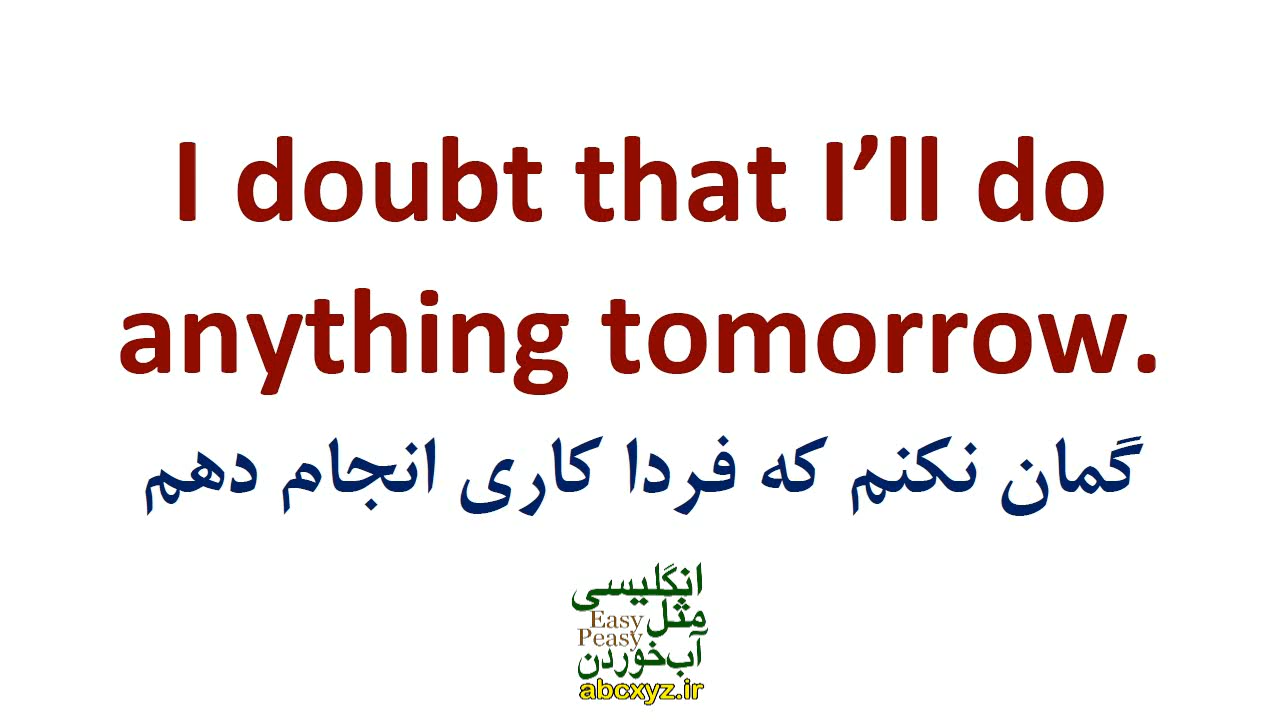 I doubt that I’ll do
anything tomorrow.
گمان نکنم که فردا کاری انجام دهم
انگلیسی
مثل Easy
Peasy
آب‌خوردن
abcxyz.ir